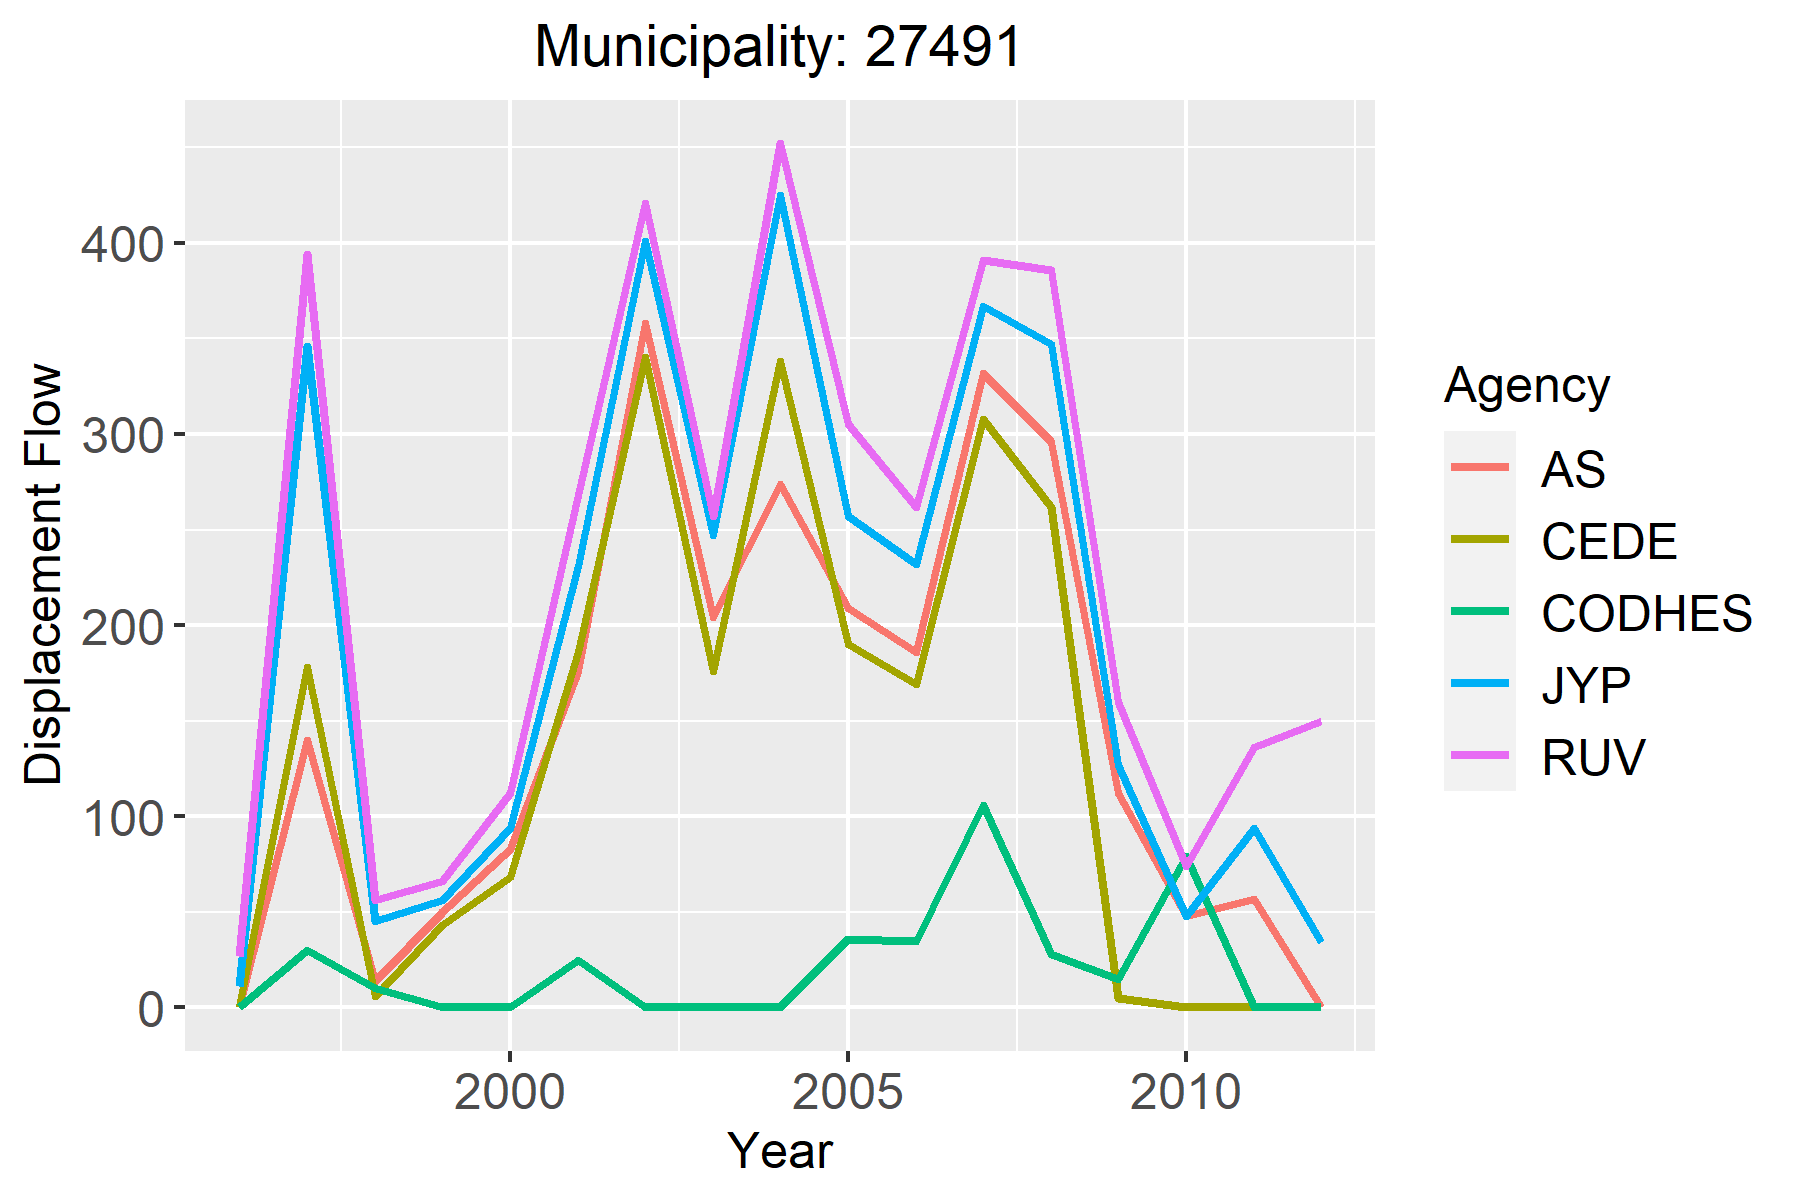 Municipality: 27491
Displacement Flow
400
300
200
100
0
2000 2005 2010
Year
Agency
AS
CEDE
CODHES
JYP
RUV